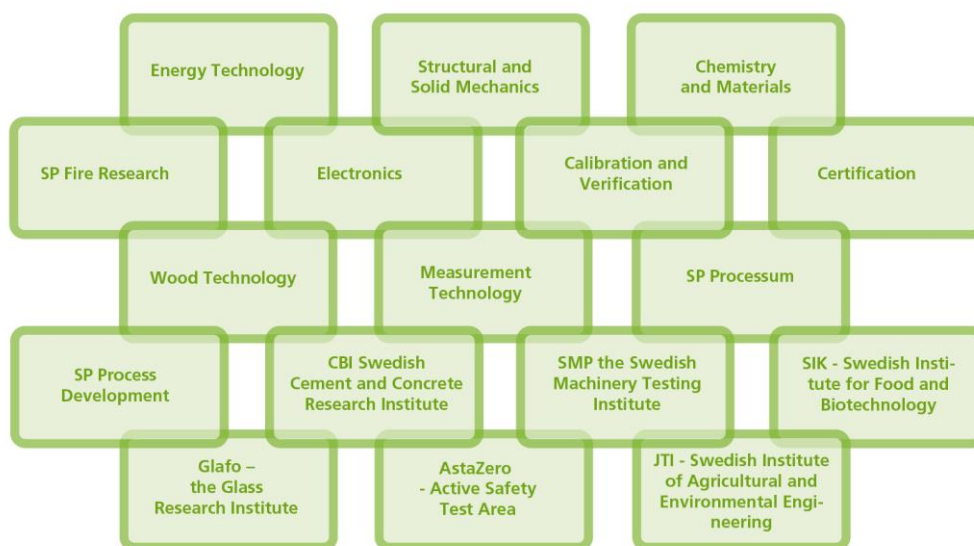 Energy Technology
Structural and
Solid Mechanics
Chemistry
and Materials
SP Fire Research
Electronics
Calibration and
Verification
Certification
Wood Technology
Measurement
Technology
SP Processum
SP Process
Development
CBI Swedish
Cement and Concrete
Research Institute
SMP the Swedish
Machinery Testing
Institute
SIK - Swedish Insti-
tute for Food and
Biotechnology
Glafo –
the Glass
Research Institute
AstaZero
- Active Safety
Test Area
JTI - Swedish Institute
of Agricultural and
Environmental Engi-
neering